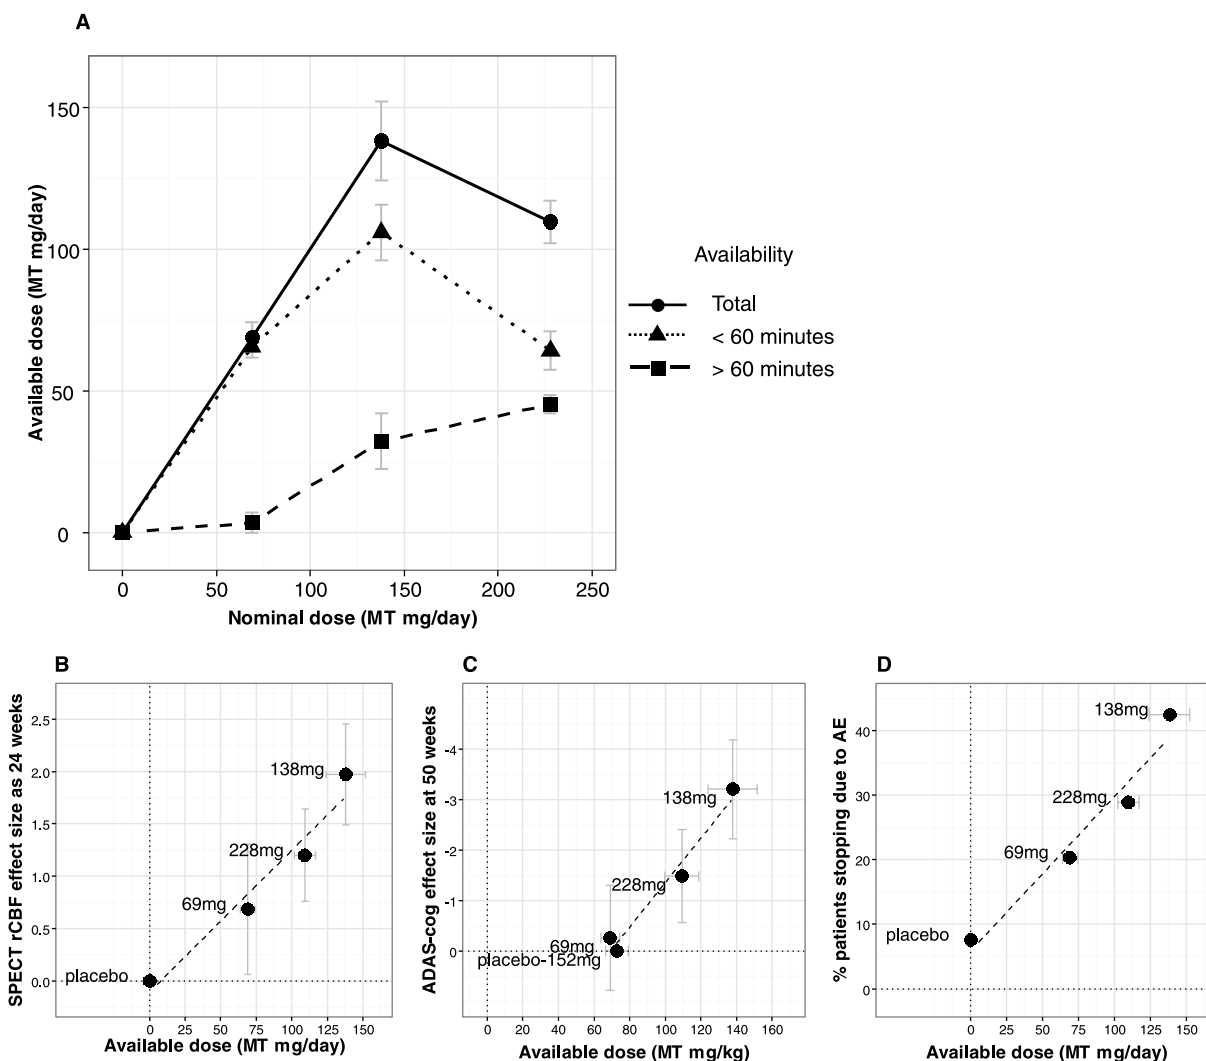 A
Available dose (MT mg/day)
150
100
50
0
0 50 100 150 200 250
Nominal dose (MT mg/day)
Availability
Total
< 60 minutes
> 60 minutes
B
SPECT rCBF effect size as 24 weeks
2.5
2.0
1.5
1.0
0.5
0.0
138mg
228mg
69mg
placebo
0 25 50 75 100 125 150
Available dose (MT mg/day)
C
ADAS-cog effect size at 50 weeks
-4
-3
-2
-1
0
138mg
228mg
69mg
placebo-152mg
0 20 40 60 80 100 120 140 160
Available dose (MT mg/kg)
D
% patients stopping due to AE
40
30
20
10
0
138mg
228mg
69mg
placebo
0 25 50 75 100 125 150
Available dose (MT mg/day)